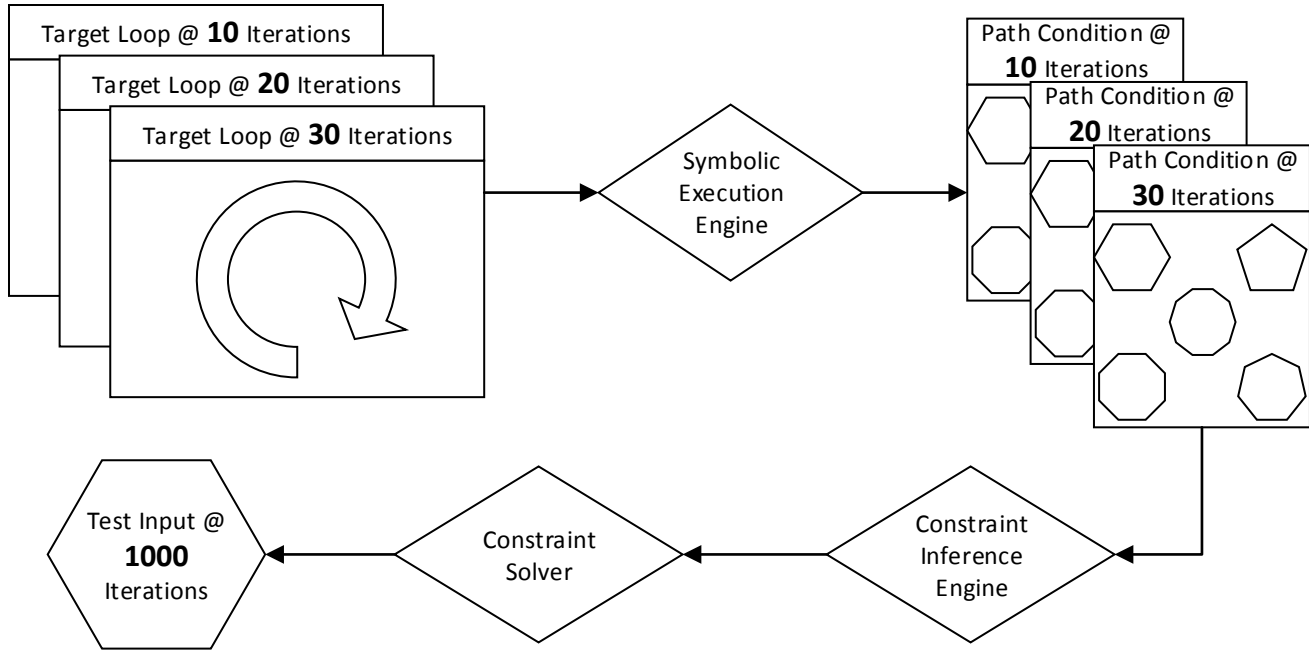 Target Loop @ 10 Iterations
Target Loop @ 20 Iterations
Target Loop @ 30 Iterations
Symbolic
Execution
Engine
Path Condition @
10 Iterations
Path Condition @
20 Iterations
Path Condition @
30 Iterations
Test Input @
1000
Iterations
Constraint
Solver
Constraint
Inference
Engine